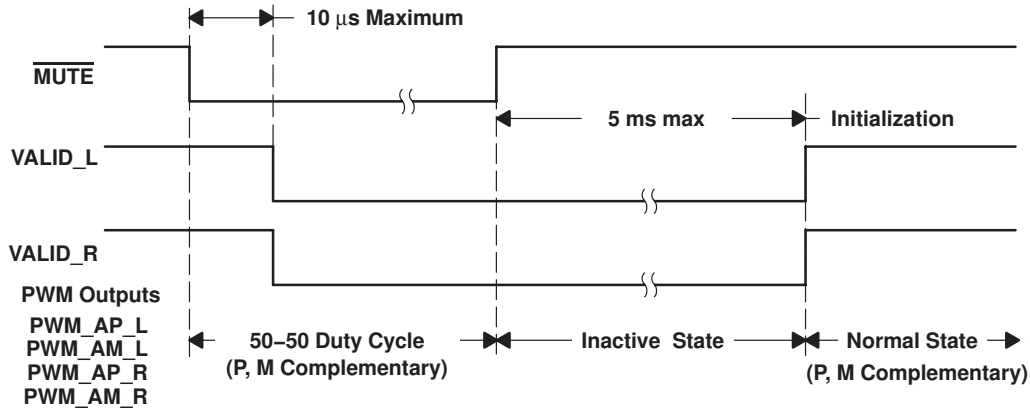 10 μs Maximum
MUTE
5 ms max
Initialization
VALID_L
VALID_R
PWM Outputs
PWM_AP_L
PWM_AM_L
PWM_AP_R
PWM_AM_R
50–50 Duty Cycle
(P, M Complementary)
Inactive State
Normal State
(P, M Complementary)